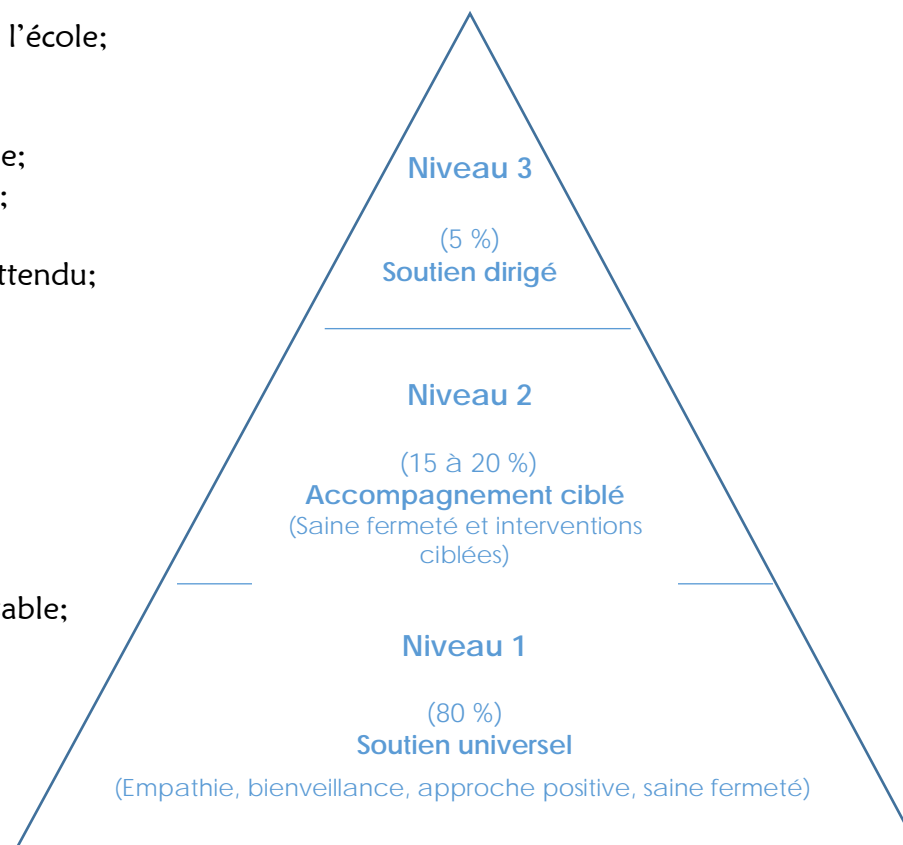 l'école;
e;
;
ttendu;
able;
Niveau 3
(5 %)
Soutien dirigé
Niveau 2
(15 à 20 %)
Accompagnement ciblé
(Saine fermeté et interventions
ciblées)
Niveau 1
(80 %)
Soutien universel
(Empathie, bienveillance, approche positive, saine fermeté)